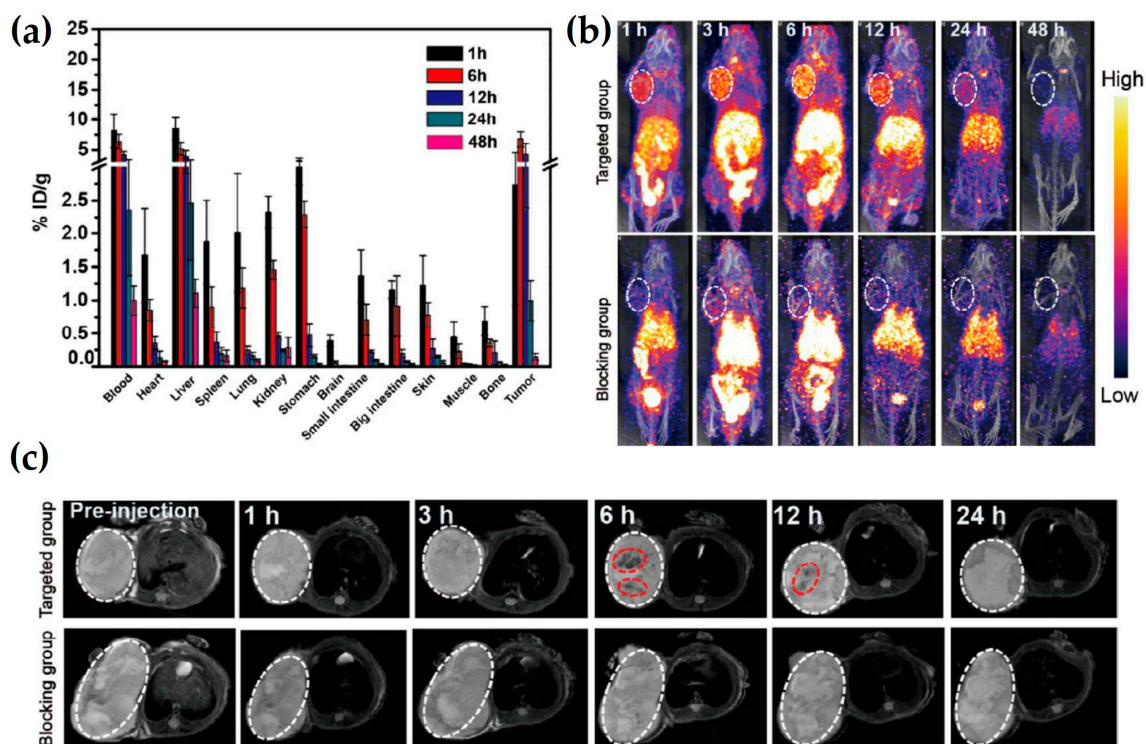 (a)
25
20
15
10
5
2.5
2.0
1.5
1.0
0.5
0.0
% ID/g
1h
6h
12h
24h
48h
Blood
Heart
Liver
Spleen
Lung
Kidney
Stomach
Brain
Small intestine
Big intestine
Skin
Muscle
Bone
Tumor
(b)
1 h
3 h
6 h
12 h
24 h
48 h
Targeted group
Blocking group
High
Low
(c)
Pre-injection
1 h
3 h
6 h
12 h
24 h
Targeted group
Blocking group